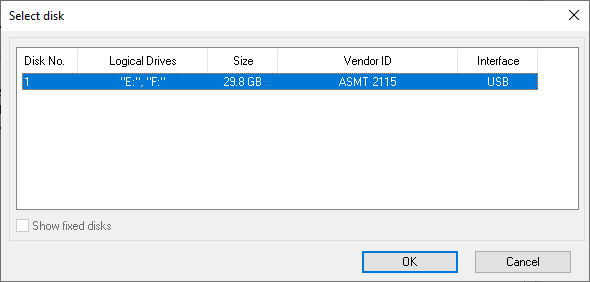 Select disk
Disk No. Logical Drives Size Vendor ID Interface
1 "E:", "F:" 29.8 GB ASMT 2115 USB
Show fixed disks
OK Cancel